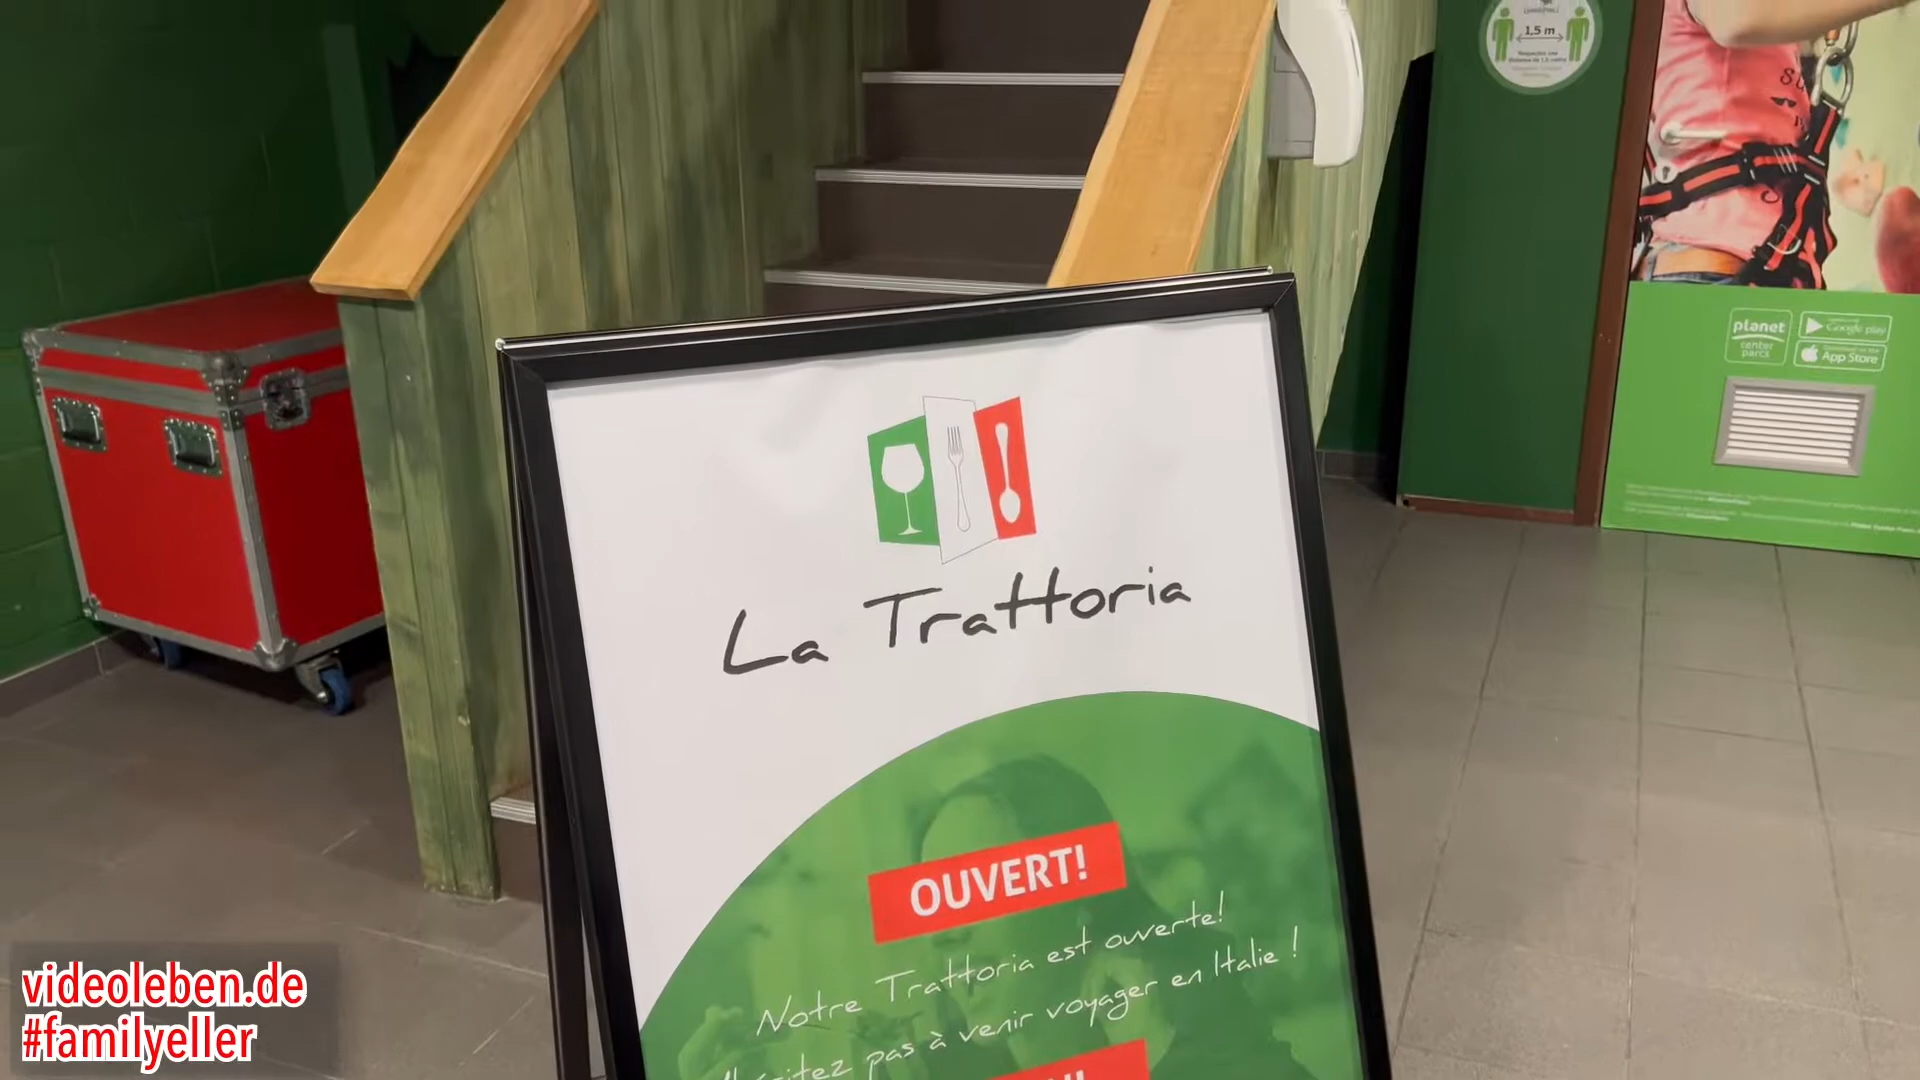 1,5 m
planet
center
parcs
Google play
App Store
La Trattoria
OUVERT!
Notre Trattoria est ouverte!
pas à venir voyager en Italie !
videoleben.de
#familyeller